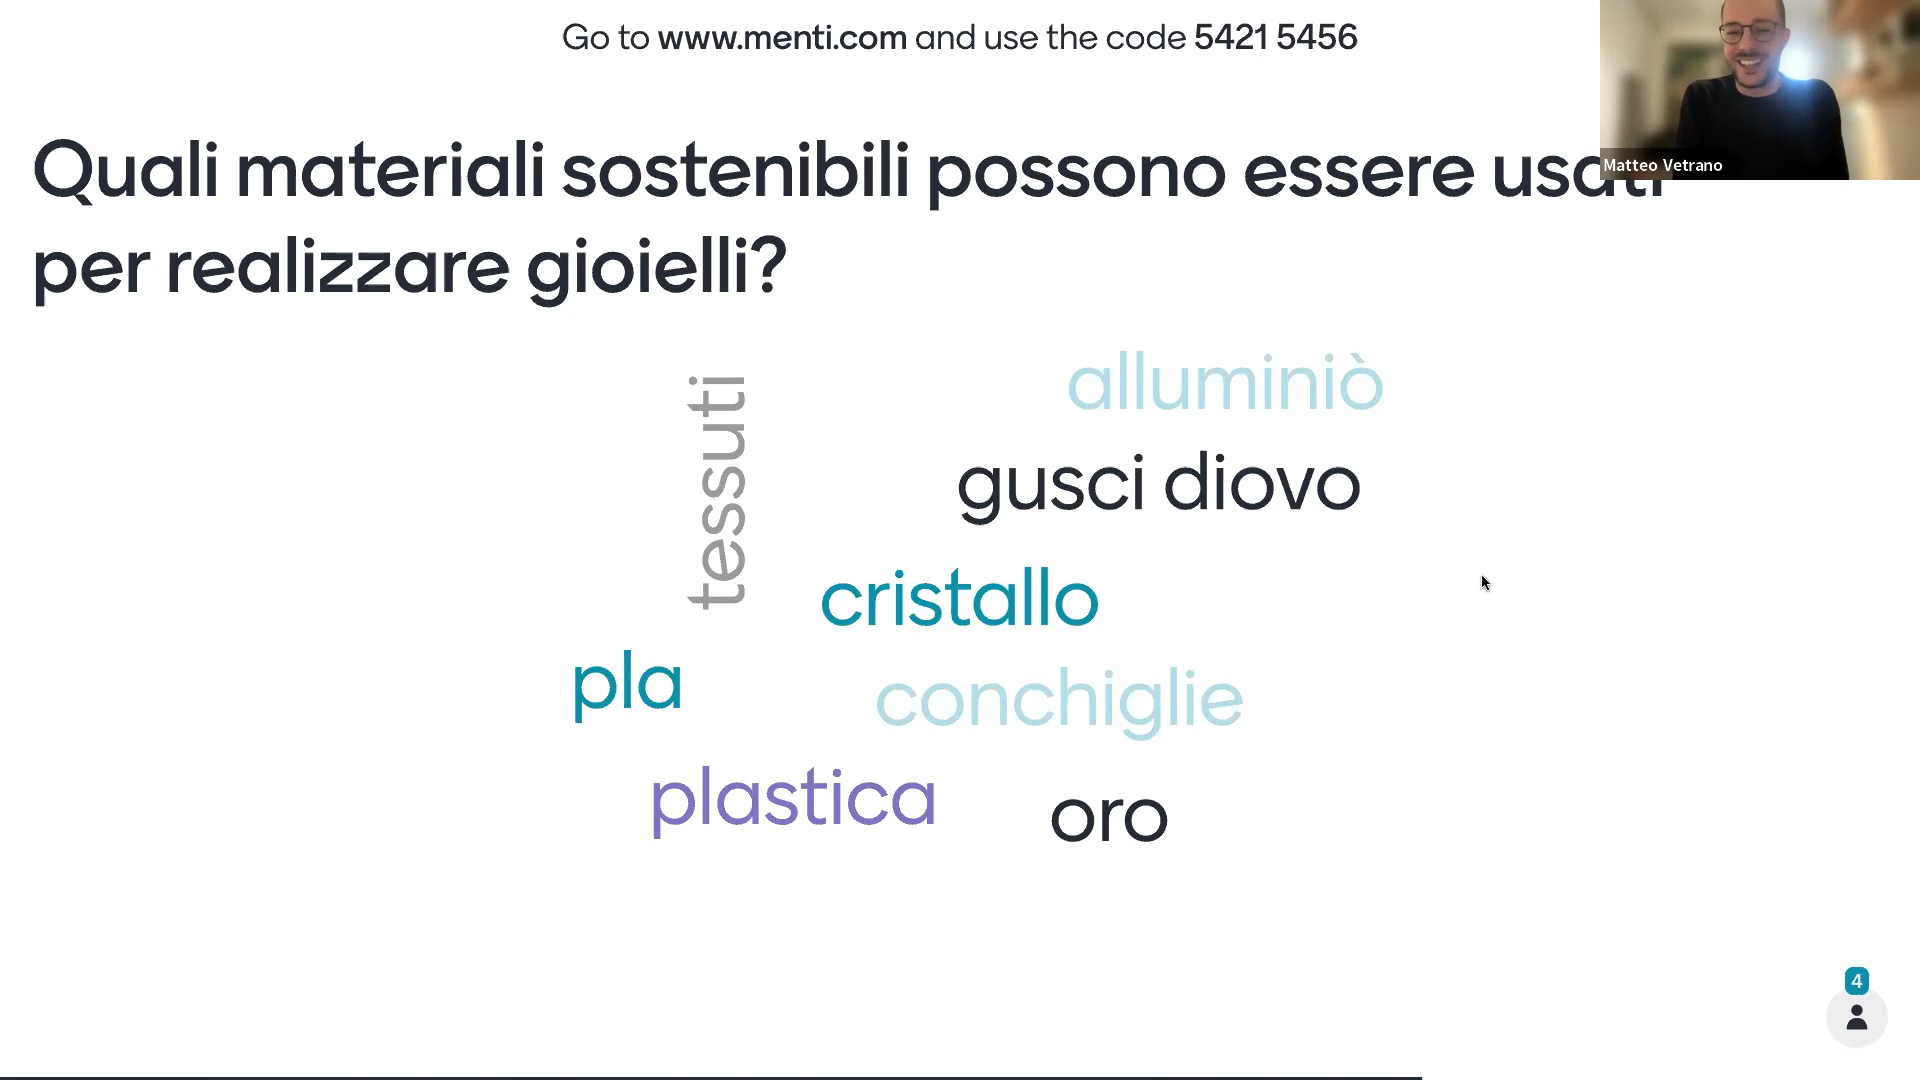 Go to www.menti.com and use the code 5421 5456
Quali materiali sostenibili possono essere usati
per realizzare gioielli?
Matteo Vetrano
tessuti
alluminiò
gusci diovo
cristallo
pla
conchiglie
plastica
oro
4